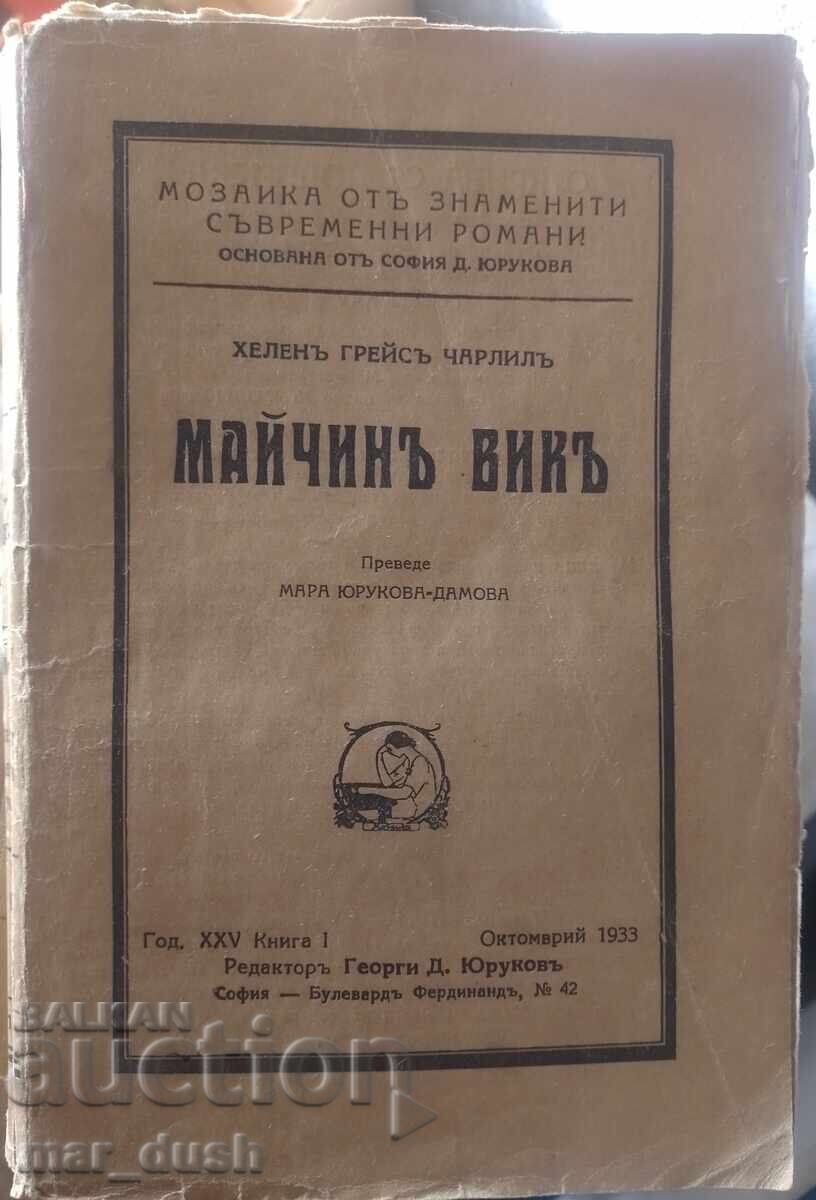 МОЗАИКА ОТЪ ЗНАМЕНИТИ
СЪВРЕМЕННИ РОМАНИ
ОСНОВАНА ОТЪ СОФИЯ Д. ЮРУКОВА
ХЕЛЕНЪ ГРЕЙСЪ ЧАРЛИЛЪ
МАЙЧИНЪ ВИКЪ
Преведе
МАРА ЮРУКОВА-ДАМОВА
Год. XXV Книга I Октомврий 1933
Редакторъ Георги Д. Юруковъ
София — Булевардъ Фердинандъ, № 42
BALKAN
auction
mar_dush